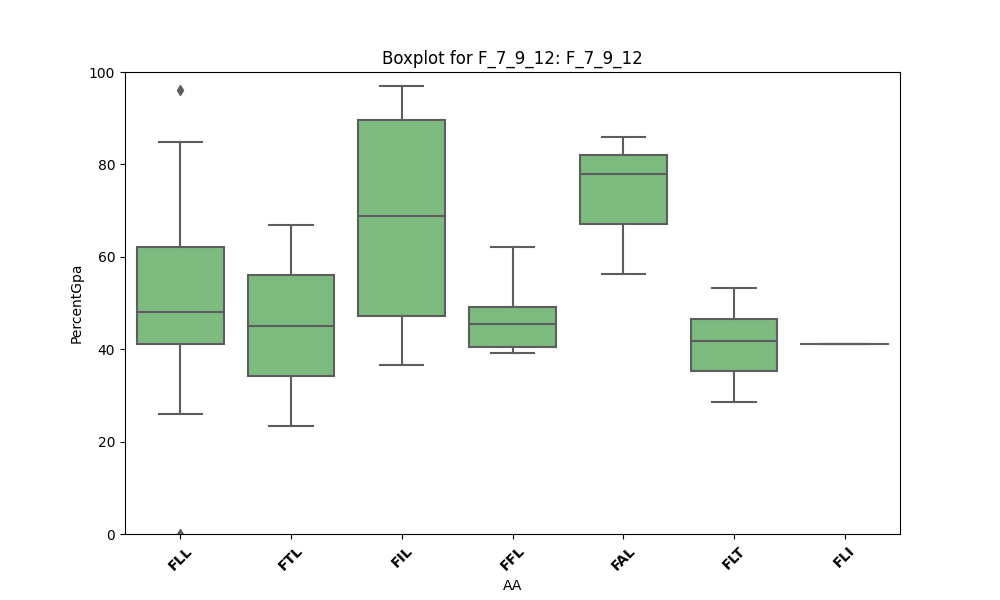 Boxplot for F_7_9_12: F_7_9_12
100
80
60
40
20
0
PercentGpa
FLL
FTL
FIL
FFL
FAL
FLT
FLI
AA